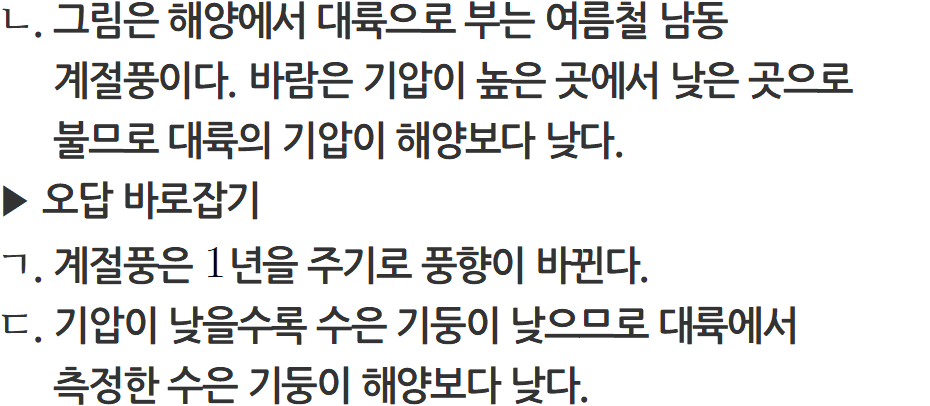 ㄴ. 그림은 해양에서 대륙으로 부는 여름철 남동
계절풍이다. 바람은 기압이 높은 곳에서 낮은 곳으로
불므로 대륙의 기압이 해양보다 낮다.
▶ 오답 바로잡기
ㄱ. 계절풍은 1년을 주기로 풍향이 바뀐다.
ㄷ. 기압이 낮을수록 수은 기둥이 낮으므로 대륙에서
측정한 수은 기둥이 해양보다 낮다.